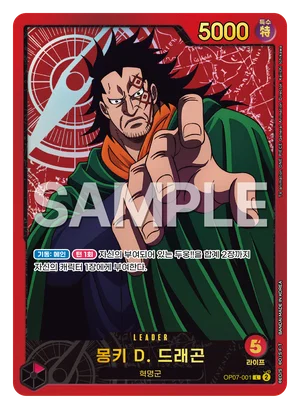 5000
특수
特
SAMPLE
기동: 메인 턴 1회 자신의 부여되어 있는 두웅!!을 합계 2장까지
자신의 캐릭터 1장에게 부여한다.
LEADER
몽키 D. 드래곤
혁명군
5
라이프
OP07-001 L 2